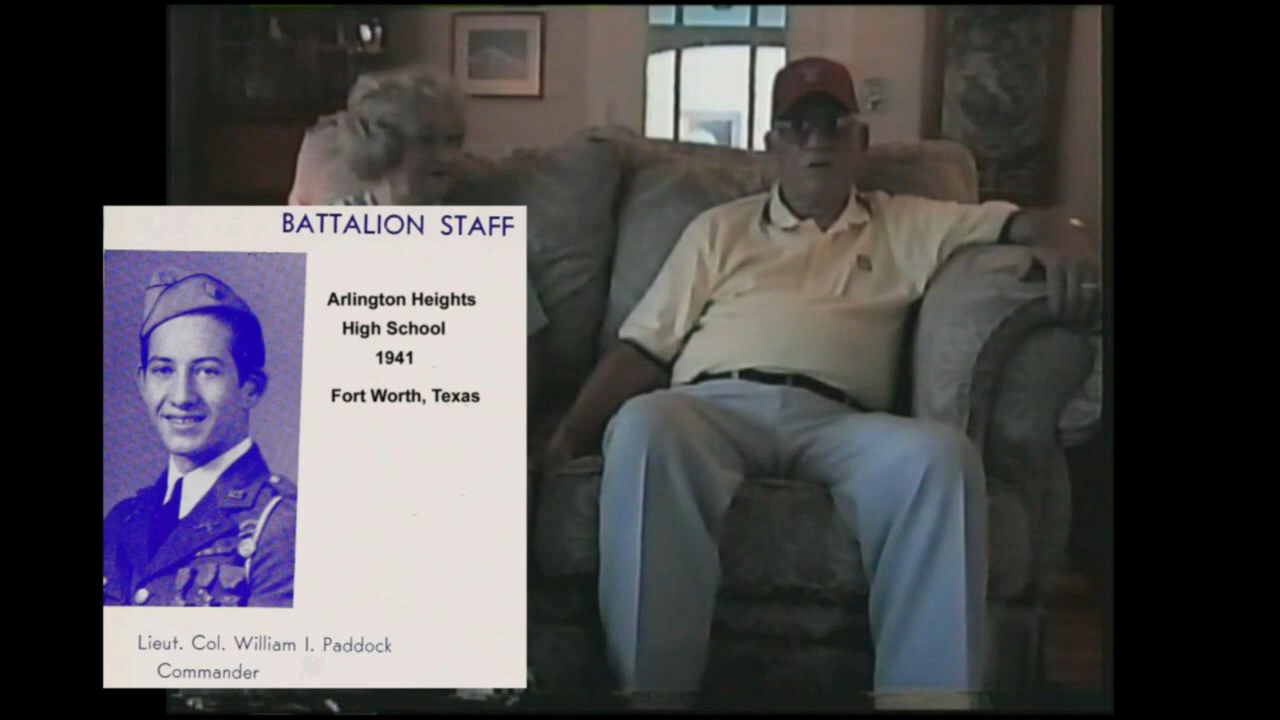 BATTALION STAFF
Arlington Heights
High School
1941
Fort Worth, Texas
Lieut. Col. William I. Paddock
Commander